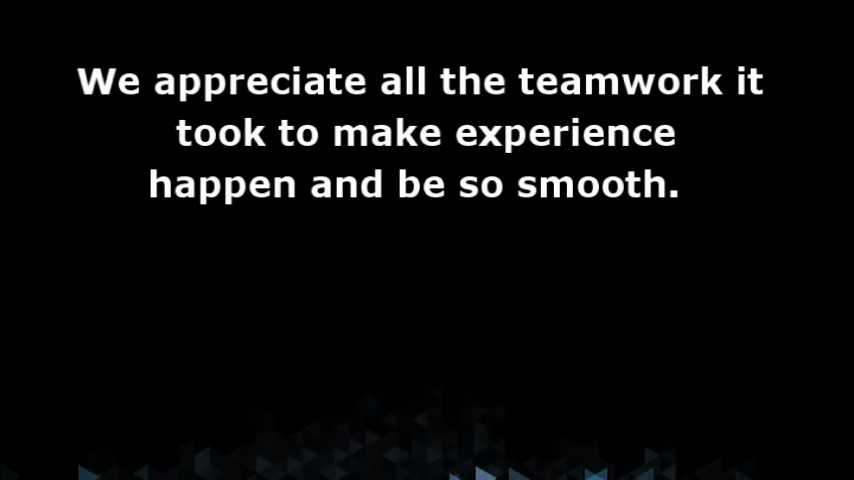 We appreciate all the teamwork it
took to make experience
happen and be so smooth.